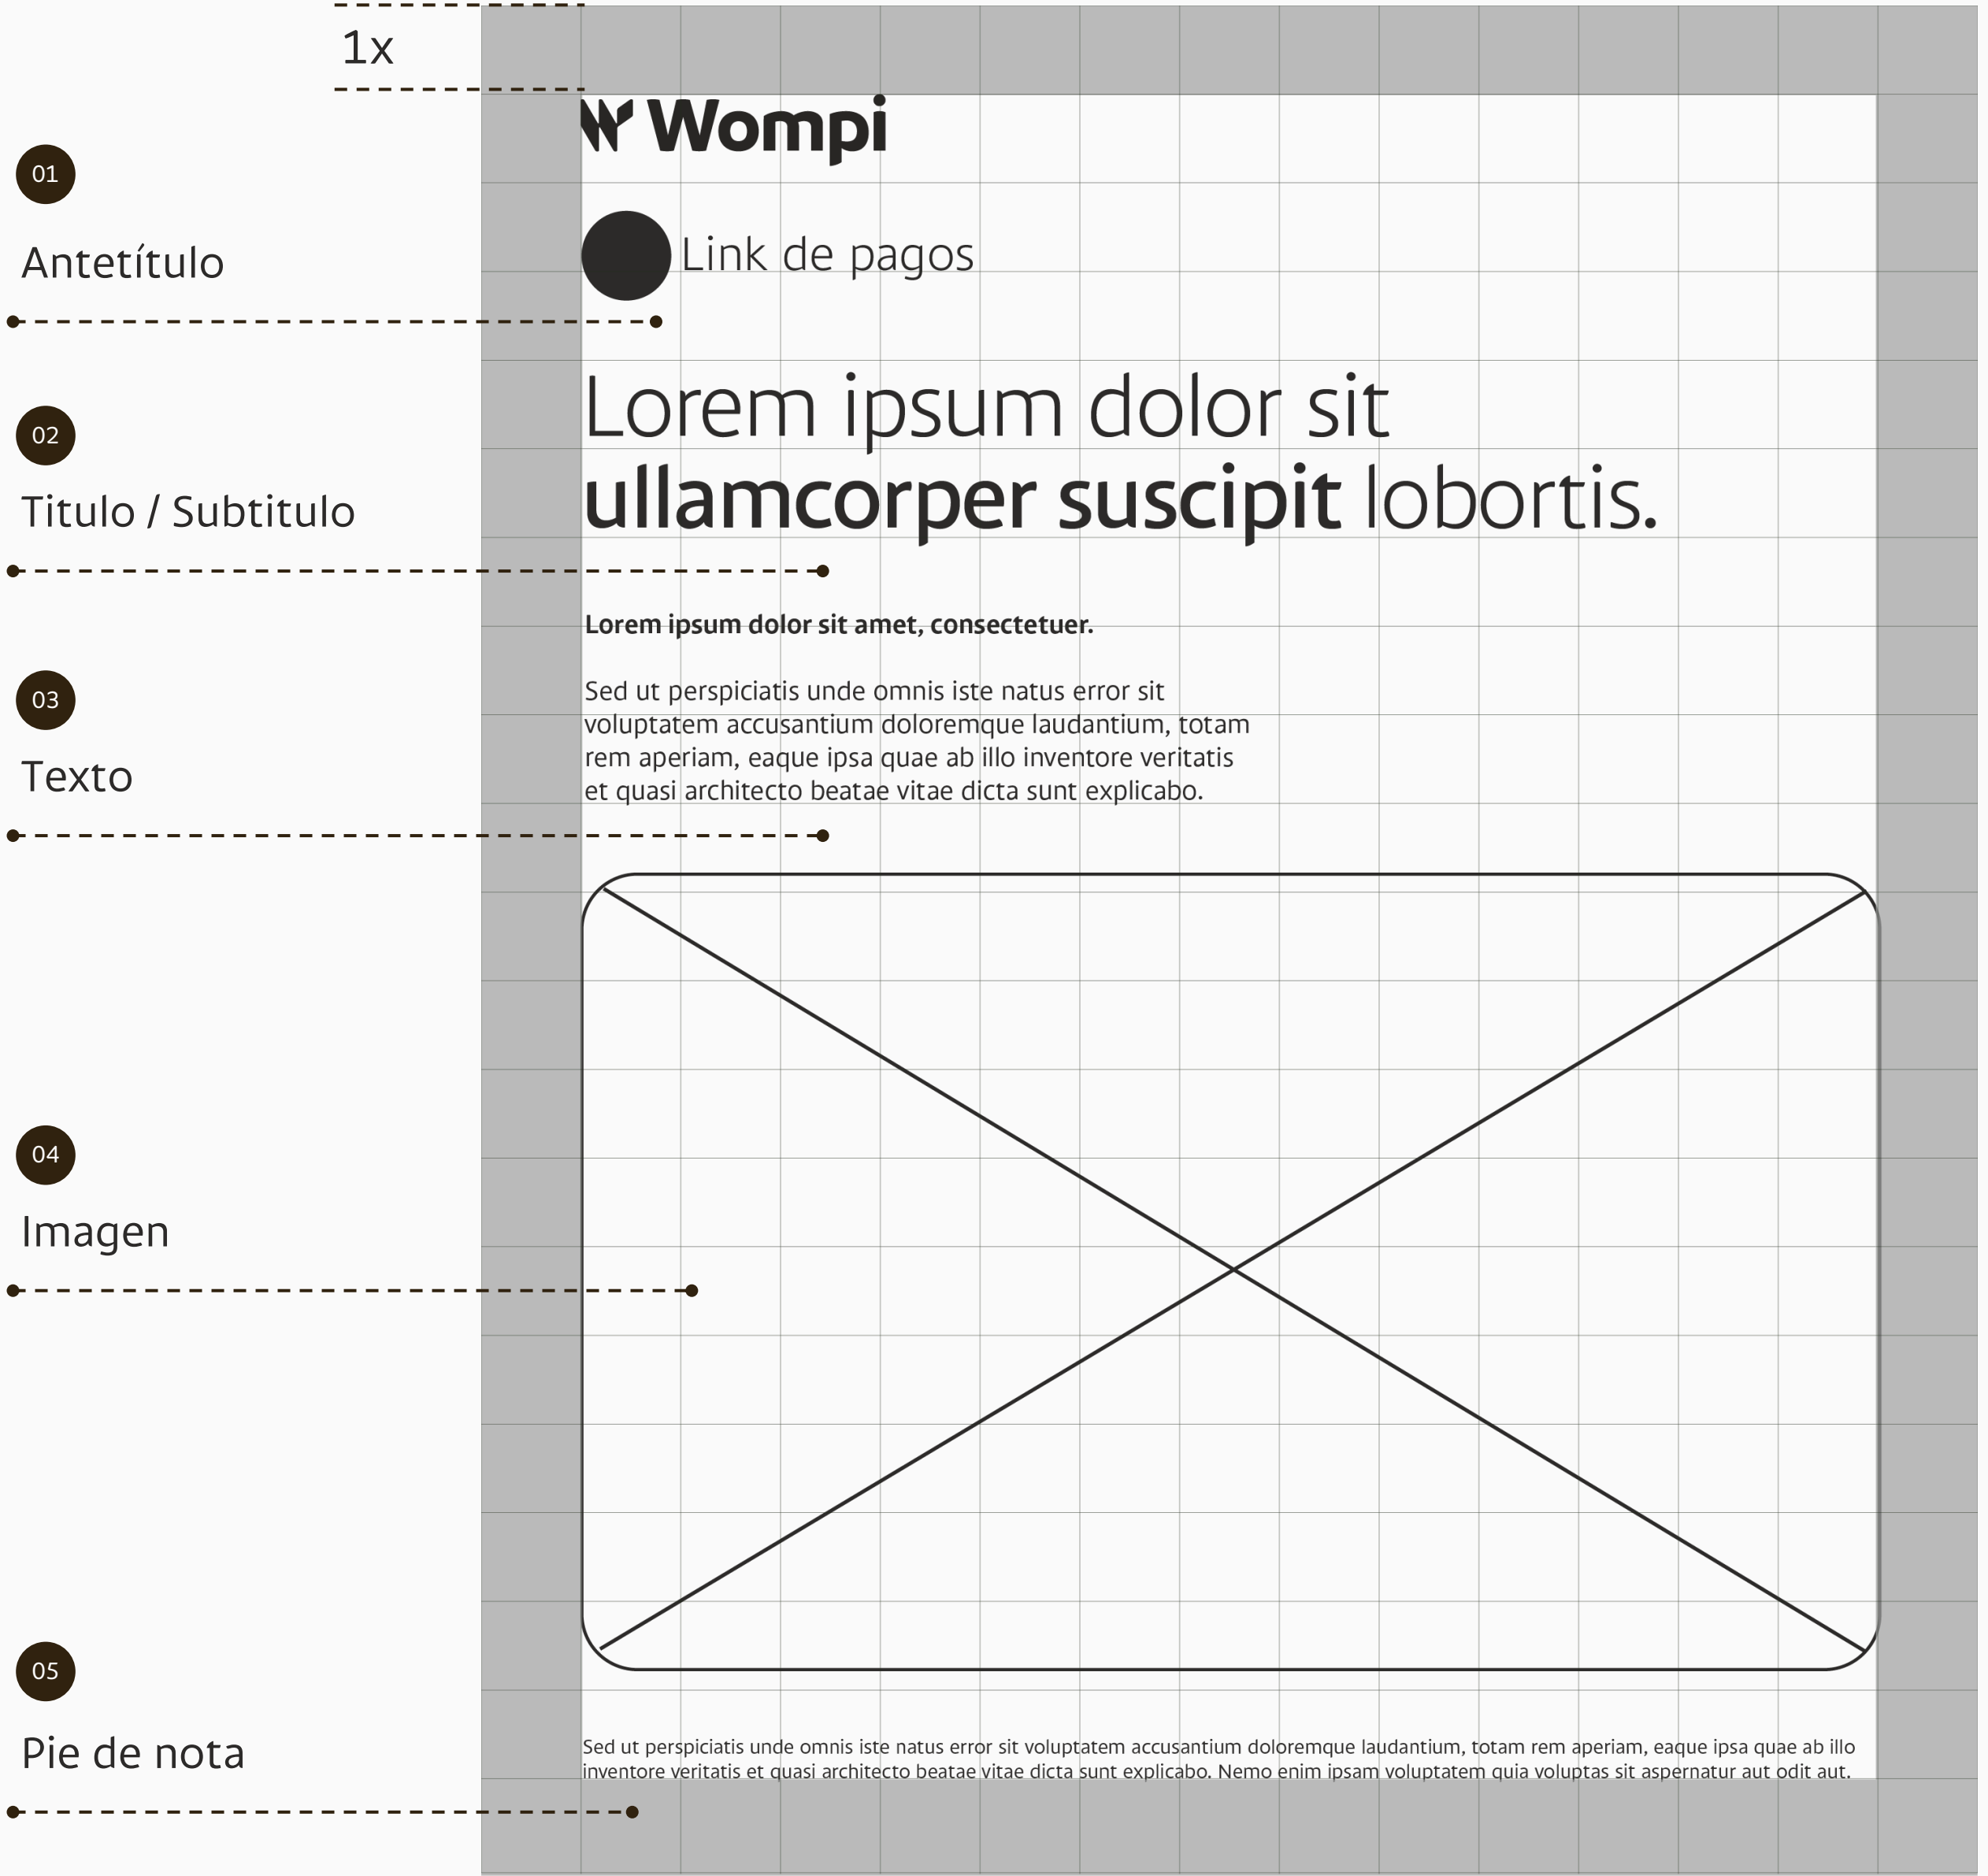 1x
Wompi
01
Antetítulo
Link de pagos
02
Titulo / Subtitulo
Lorem ipsum dolor sit
ullamcorper suscipit lobortis.
03
Texto
Lorem ipsum dolor sit amet, consectetuer.
Sed ut perspiciatis unde omnis iste natus error sit
voluptatem accusantium doloremque laudantium, totam
rem aperiam, eaque ipsa quae ab illo inventore veritatis
et quasi architecto beatae vitae dicta sunt explicabo.
04
Imagen
05
Pie de nota
Sed ut perspiciatis unde omnis iste natus error sit voluptatem accusantium doloremque laudantium, totam rem aperiam, eaque ipsa quae ab illo
inventore veritatis et quasi architecto beatae vitae dicta sunt explicabo. Nemo enim ipsam voluptatem quia voluptas sit aspernatur aut odit aut.